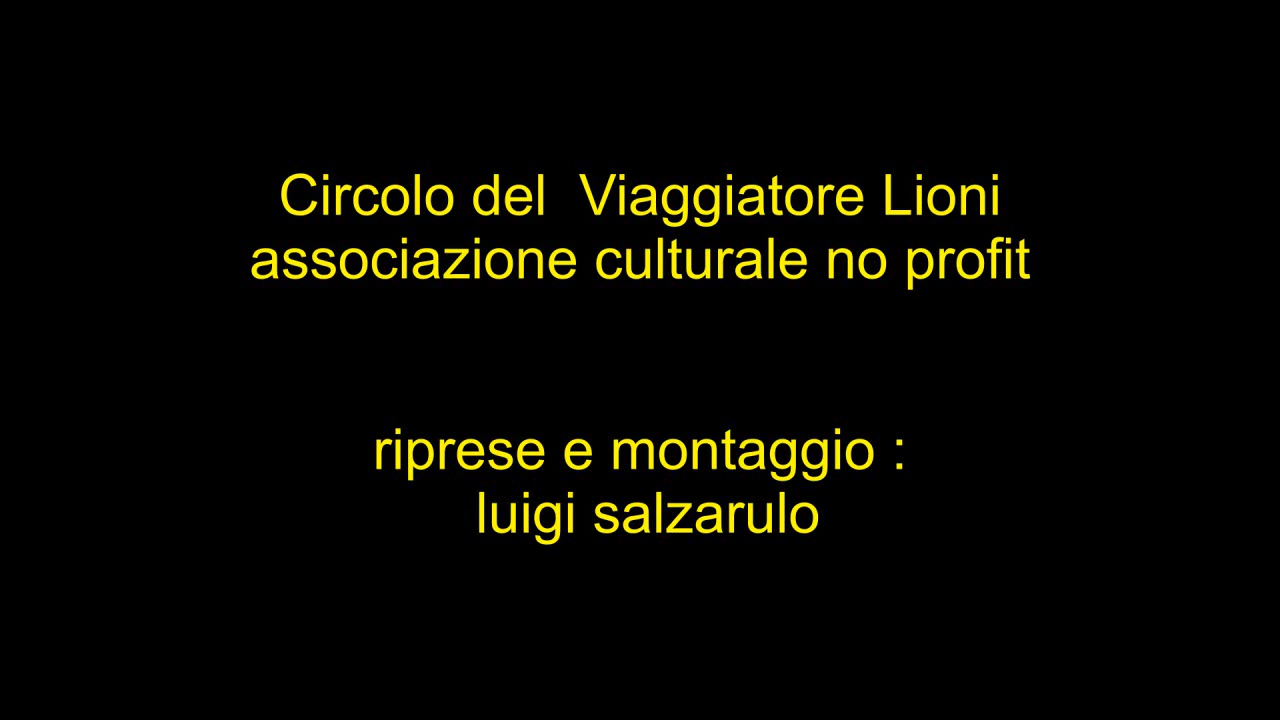 Circolo del  Viaggiatore Lioni
associazione culturale no profit
riprese e montaggio :
luigi salzarulo